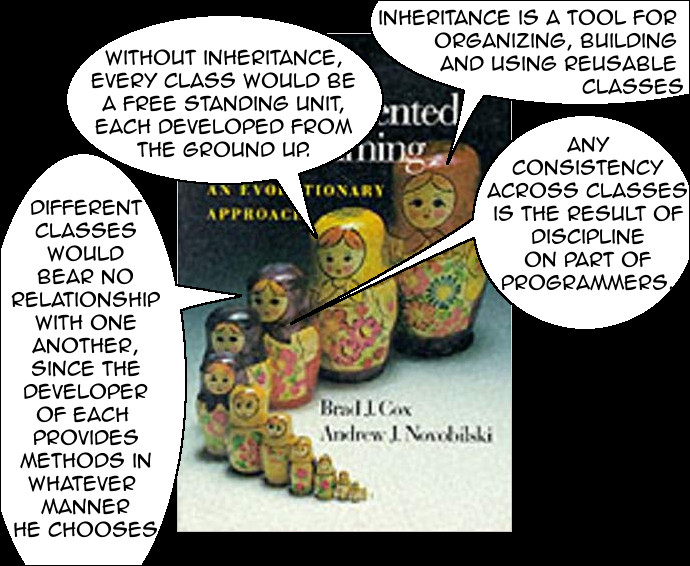 INHERITANCE IS A TOOL FOR
ORGANIZING, BUILDING
AND USING REUSABLE
CLASSES
WITHOUT INHERITANCE,
EVERY CLASS WOULD BE
A FREE STANDING UNIT,
EACH DEVELOPED FROM
THE GROUND UP.
DIFFERENT
CLASSES
WOULD
BEAR NO
RELATIONSHIP
WITH ONE
ANOTHER,
SINCE THE
DEVELOPER
OF EACH
PROVIDES
METHODS IN
WHATEVER
MANNER
HE CHOOSES
ANY
CONSISTENCY
ACROSS CLASSES
IS THE RESULT OF
DISCIPLINE
ON PART OF
PROGRAMMERS.
AN EVOLUTIONARY
APPROACH
Brad J. Cox
Andrew J. Novobilski